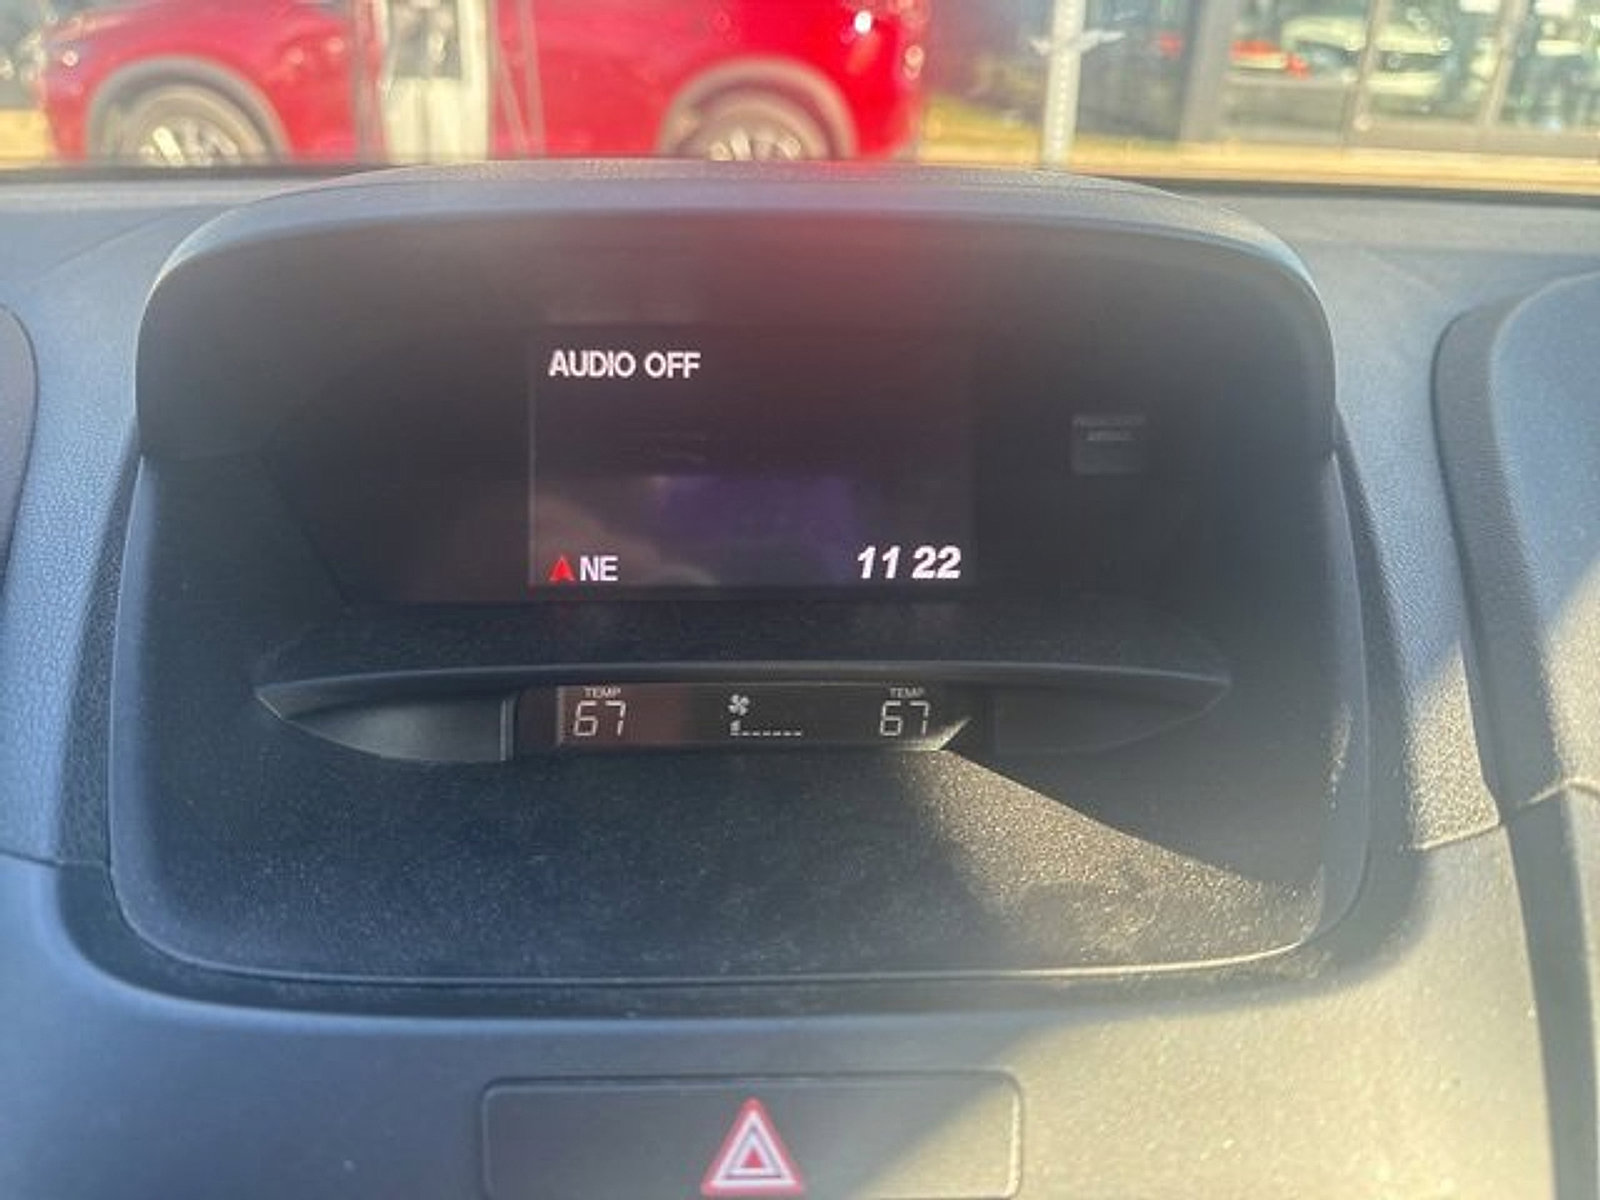 AUDIO OFF
NE 11 22
TEMP TEMP
67 67